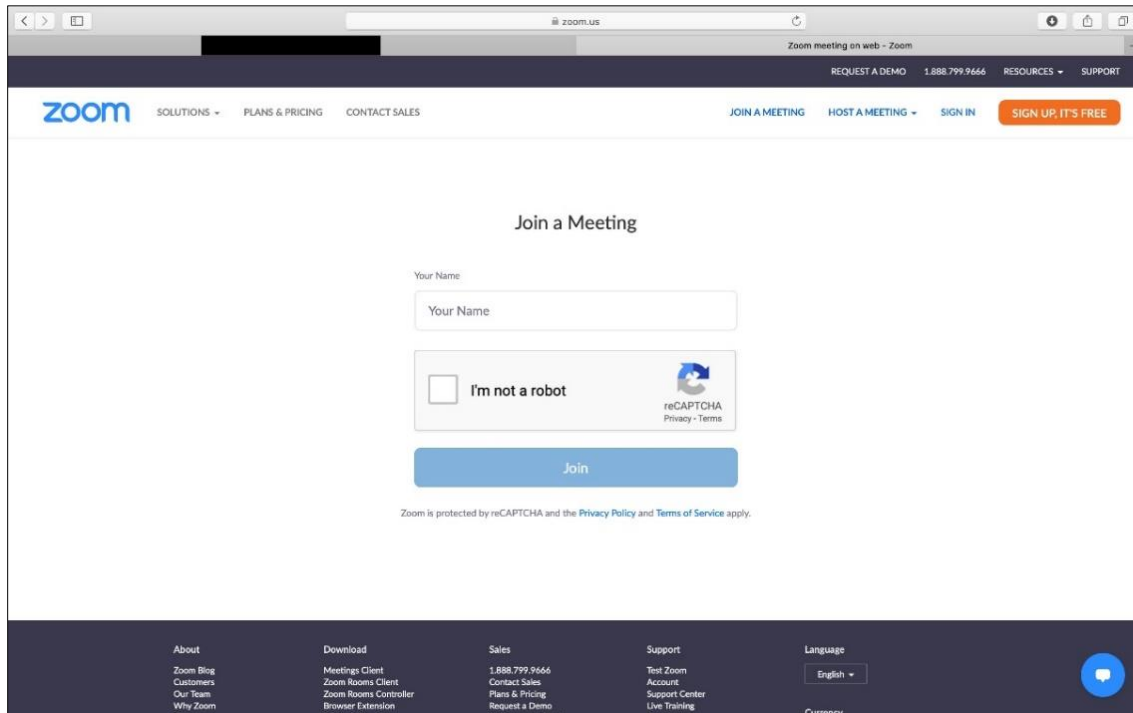 zoom.us
Zoom meeting on web - Zoom
REQUEST A DEMO 1.888.799.9666 RESOURCES SUPPORT
zoom SOLUTIONS PLANS & PRICING CONTACT SALES JOIN A MEETING HOST A MEETING SIGN IN SIGN UP, IT'S FREE
Join a Meeting
Your Name
Your Name
I'm not a robot
reCAPTCHA
Privacy - Terms
Join
Zoom is protected by reCAPTCHA and the Privacy Policy and Terms of Service apply.
About Download Sales Support Language
Zoom Blog Meetings Client 1.888.799.9666 Test Zoom English
Customers Zoom Rooms Client Contact Sales Account
Our Team Zoom Rooms Controller Plans & Pricing Support Center
Why Zoom Browser Extension Request a Demo Live Training
Currency